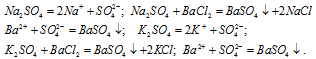 Na₂SO₄ = 2Na⁺ + SO₄²⁻; Na₂SO₄ + BaCl₂ = BaSO₄ ↓ +2NaCl
Ba²⁺ + SO₄²⁻ = BaSO₄ ↓; K₂SO₄ = 2K⁺ + SO₄²⁻;
K₂SO₄ + BaCl₂ = BaSO₄ ↓ +2KCl; Ba²⁺ + SO₄²⁻ = BaSO₄ ↓ .